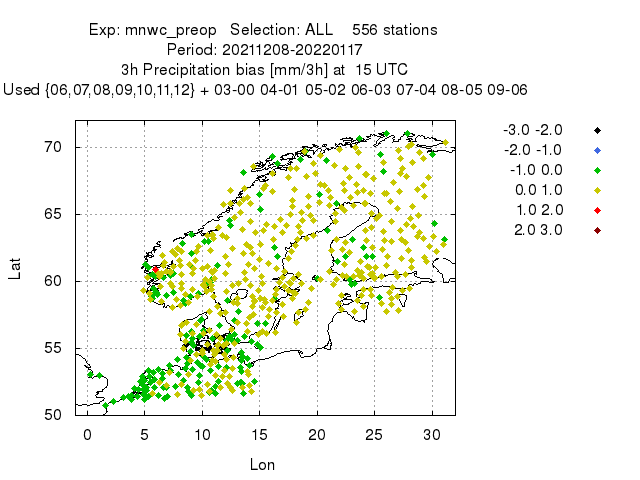 Exp: mnwc_preop   Selection: ALL    556 stations
Period: 20211208-20220117
3h Precipitation bias [mm/3h] at  15 UTC
Used {06,07,08,09,10,11,12} + 03-00 04-01 05-02 06-03 07-04 08-05 09-06
-3.0 -2.0
-2.0 -1.0
-1.0 0.0
0.0 1.0
1.0 2.0
2.0 3.0
70
65
60
55
50
Lat
0 5 10 15 20 25 30
Lon